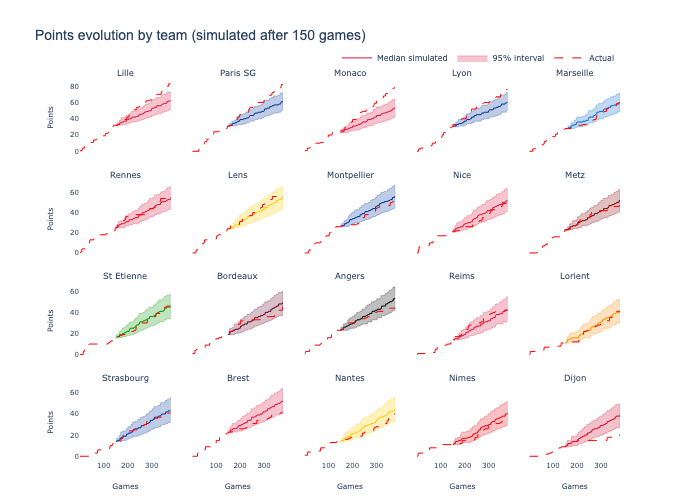 Points evolution by team (simulated after 150 games)
Median simulated 95% interval Actual
Lille Paris SG Monaco Lyon Marseille
80
60
40
20
0
Points
Rennes Lens Montpellier Nice Metz
60
40
20
0
Points
St Etienne Bordeaux Angers Reims Lorient
60
40
20
0
Points
Strasbourg Brest Nantes Nimes Dijon
60
40
20
0
Points
100 200 300 100 200 300 100 200 300 100 200 300 100 200 300
Games Games Games Games Games